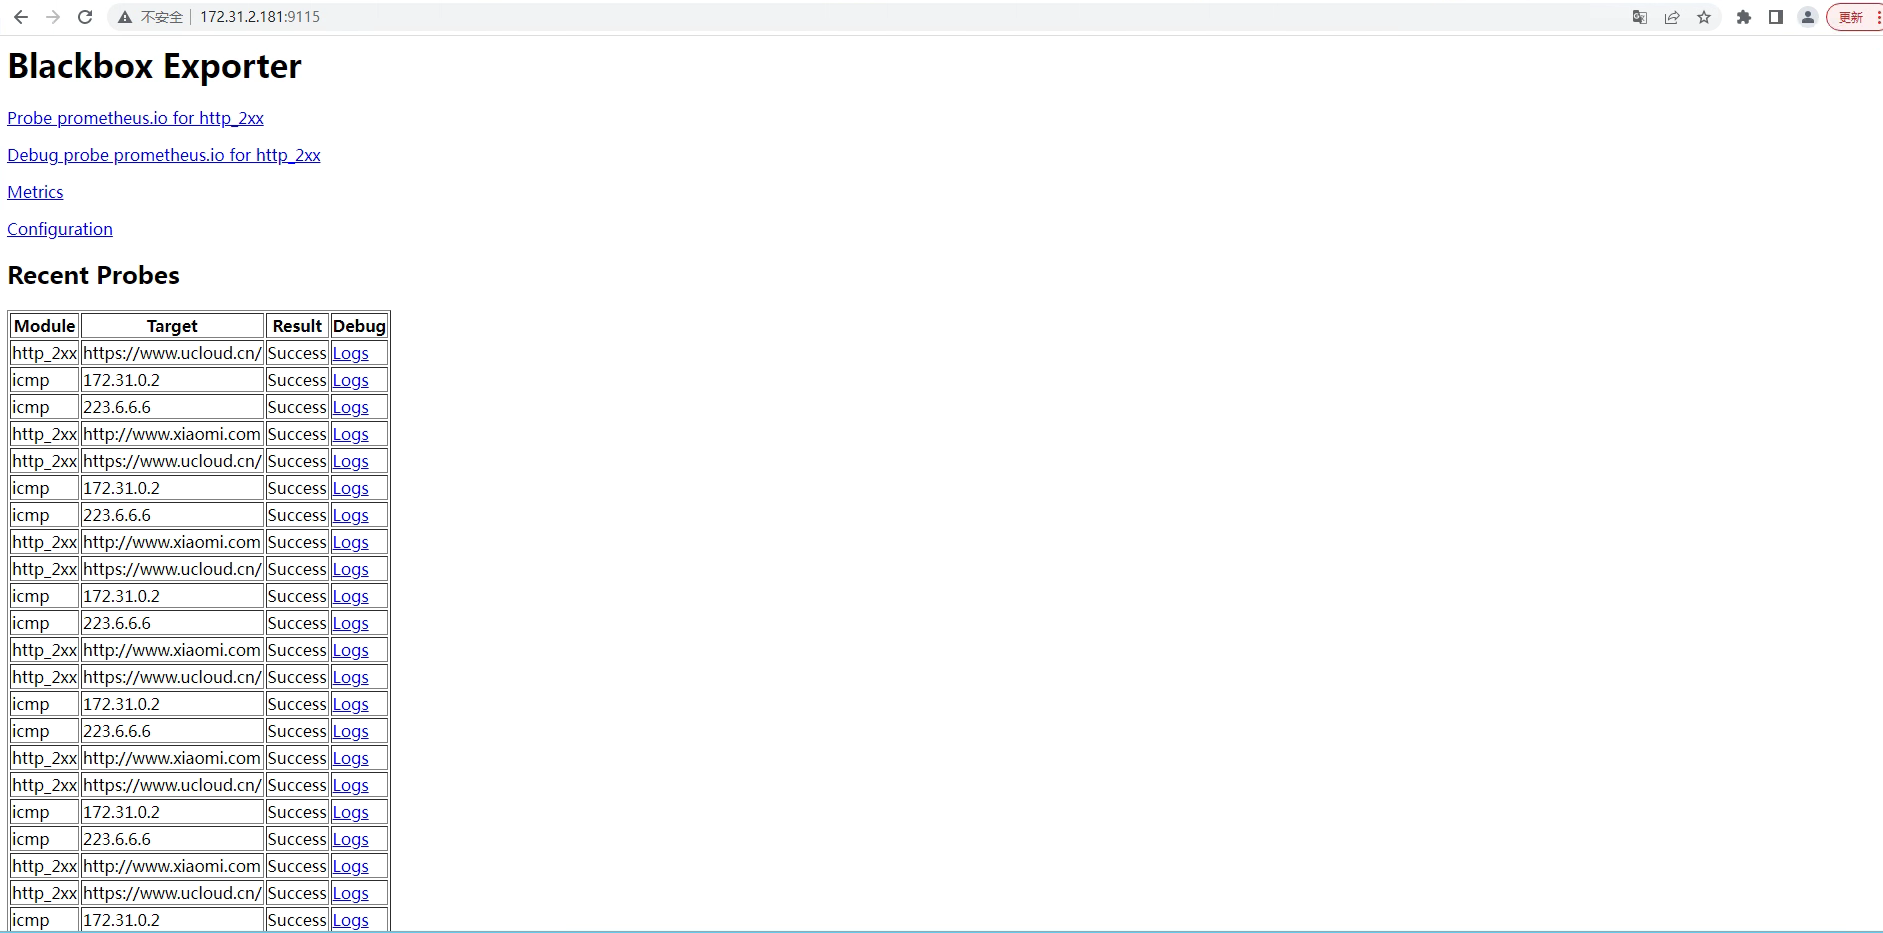 不安全 172.31.2.181:9115 更新
Blackbox Exporter
Probe prometheus.io for http_2xx
Debug probe prometheus.io for http_2xx
Metrics
Configuration
Recent Probes
Module Target Result Debug
http_2xx https://www.ucloud.cn/ Success Logs
icmp 172.31.0.2 Success Logs
icmp 223.6.6.6 Success Logs
http_2xx http://www.xiaomi.com Success Logs
http_2xx https://www.ucloud.cn/ Success Logs
icmp 172.31.0.2 Success Logs
icmp 223.6.6.6 Success Logs
http_2xx http://www.xiaomi.com Success Logs
http_2xx https://www.ucloud.cn/ Success Logs
icmp 172.31.0.2 Success Logs
icmp 223.6.6.6 Success Logs
http_2xx http://www.xiaomi.com Success Logs
http_2xx https://www.ucloud.cn/ Success Logs
icmp 172.31.0.2 Success Logs
icmp 223.6.6.6 Success Logs
http_2xx http://www.xiaomi.com Success Logs
http_2xx https://www.ucloud.cn/ Success Logs
icmp 172.31.0.2 Success Logs
icmp 223.6.6.6 Success Logs
http_2xx http://www.xiaomi.com Success Logs
http_2xx https://www.ucloud.cn/ Success Logs
icmp 172.31.0.2 Success Logs